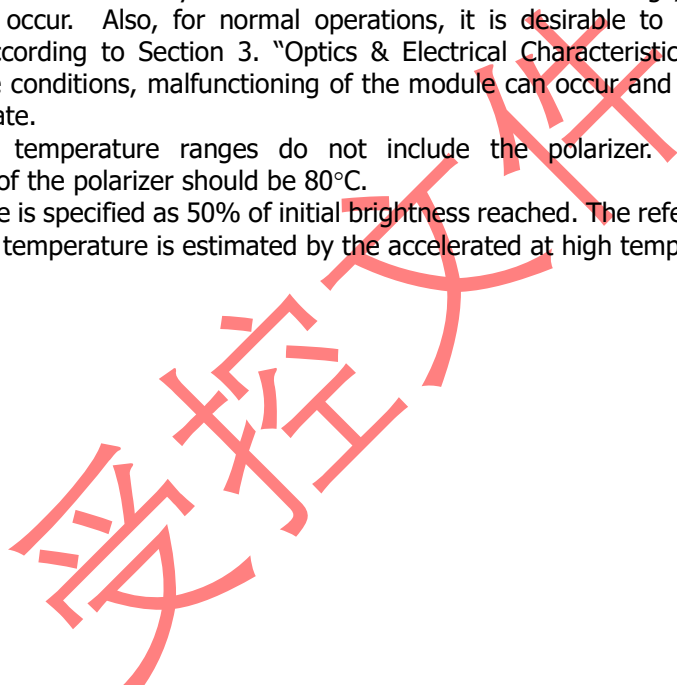 occur. Also, for normal operations, it is desirable to
cording to Section 3. “Optics & Electrical Characteristic
conditions, malfunctioning of the module can occur and
ate.
temperature ranges do not include the polarizer.
of the polarizer should be 80°C.
e is specified as 50% of initial brightness reached. The refe
temperature is estimated by the accelerated at high temp
受控文件